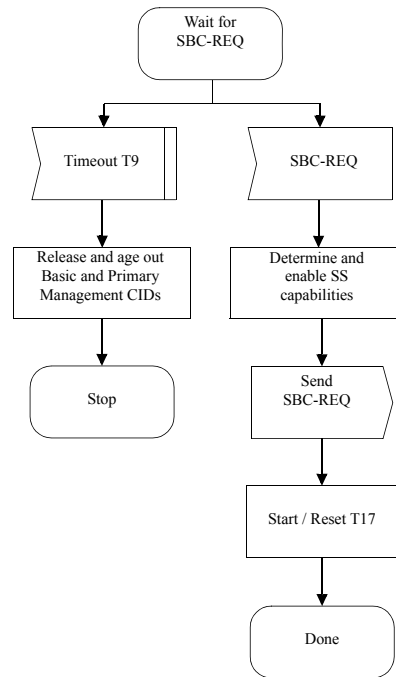 Wait for
SBC-REQ
Timeout T9
SBC-REQ
Release and age out
Basic and Primary
Management CIDs
Determine and
enable SS
capabilities
Stop
Send
SBC-REQ
Start / Reset T17
Done